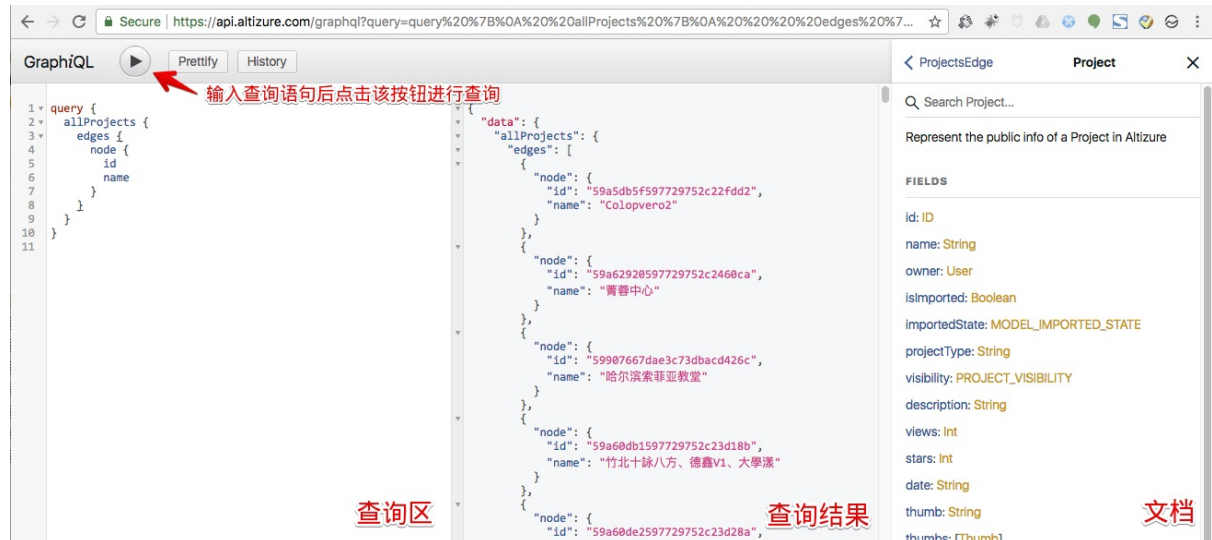 Secure | https://api.altizure.com/graphql?query=query%20%7B%0A%20%20allProjects%20%7B%0A%20%20%20%20edges%20%7...
GraphiQL Prettify History
输入查询语句后点击该按钮进行查询
1 query {
2 allProjects {
3 edges {
4 node {
5 id
6 name
7 }
8 }
9 }
10 }
11
查询区
{
"data": {
"allProjects": {
"edges": [
{
"node": {
"id": "59a5db5f597729752c22fdd2",
"name": "Colopvero2"
}
},
{
"node": {
"id": "59a62920597729752c2460ca",
"name": "菁蓉中心"
}
},
{
"node": {
"id": "59907667dae3c73dbacd426c",
"name": "哈尔滨索菲亚教堂"
}
},
{
"node": {
"id": "59a60db1597729752c23d18b",
"name": "竹北十詠八方、德鑫V1、大學漾"
}
},
{
"node": {
"id": "59a60de2597729752c23d28a",
查询结果
ProjectsEdge Project
Search Project...
Represent the public info of a Project in Altizure
FIELDS
id: ID
name: String
owner: User
isImported: Boolean
importedState: MODEL_IMPORTED_STATE
projectType: String
visibility: PROJECT_VISIBILITY
description: String
views: Int
stars: Int
date: String
thumb: String
thumbs: [Thumb]
文档